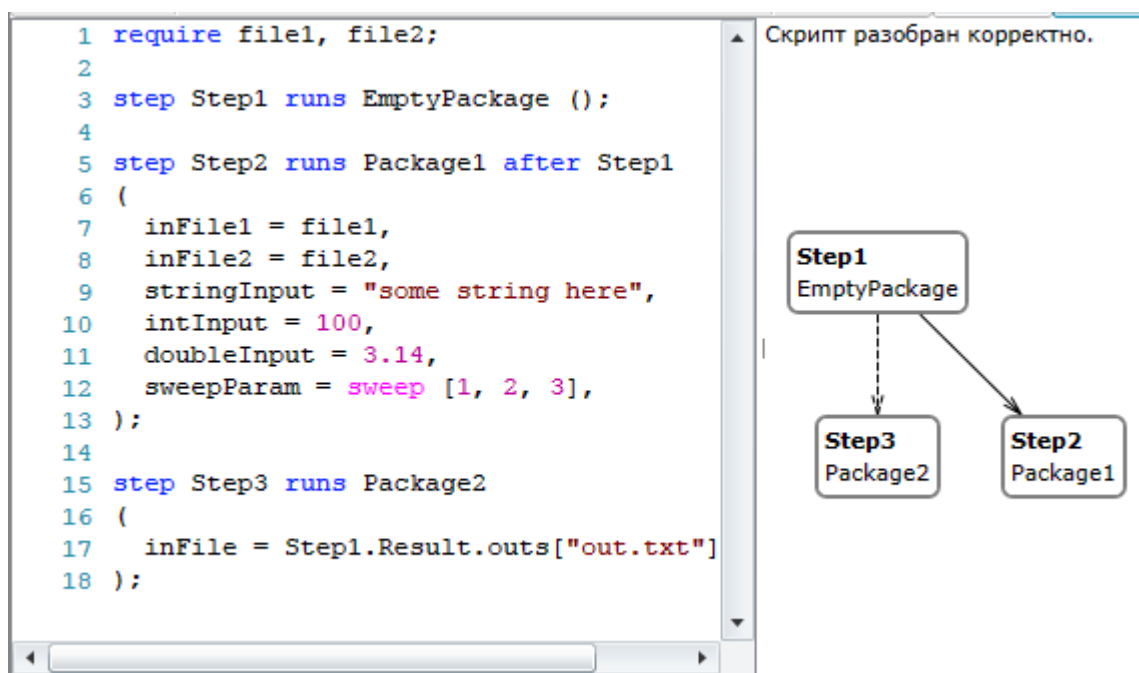 1 require file1, file2;
2
3 step Step1 runs EmptyPackage ();
4
5 step Step2 runs Package1 after Step1
6 (
7   inFile1 = file1,
8   inFile2 = file2,
9   stringInput = "some string here",
10   intInput = 100,
11   doubleInput = 3.14,
12   sweepParam = sweep [1, 2, 3],
13 );
14
15 step Step3 runs Package2
16 (
17   inFile = Step1.Result.outs["out.txt"]
18 );
Скрипт разобран корректно.
Step1
EmptyPackage
Step3
Package2
Step2
Package1